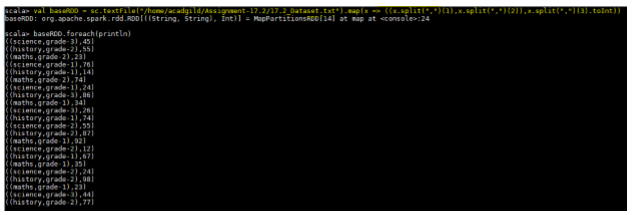 scala> val baseRDD = sc.textFile("/home/acadgild/Assignment-17.2/17.2_Dataset.txt").map(x => ((x.split(",")(1),x.split(",")(2)),x.split(",")(3).toInt))
baseRDD: org.apache.spark.rdd.RDD[((String, String), Int)] = MapPartitionsRDD[14] at map at <console>:24
scala> baseRDD.foreach(println)
((science,grade-3),45)
((history,grade-2),55)
((maths,grade-2),23)
((science,grade-1),76)
((history,grade-1),14)
((maths,grade-2),74)
((science,grade-1),24)
((history,grade-3),86)
((maths,grade-1),34)
((science,grade-3),26)
((history,grade-1),74)
((science,grade-2),55)
((history,grade-2),87)
((maths,grade-1),92)
((science,grade-2),12)
((history,grade-1),67)
((maths,grade-1),35)
((science,grade-2),24)
((history,grade-2),98)
((maths,grade-1),23)
((science,grade-3),44)
((history,grade-2),77)